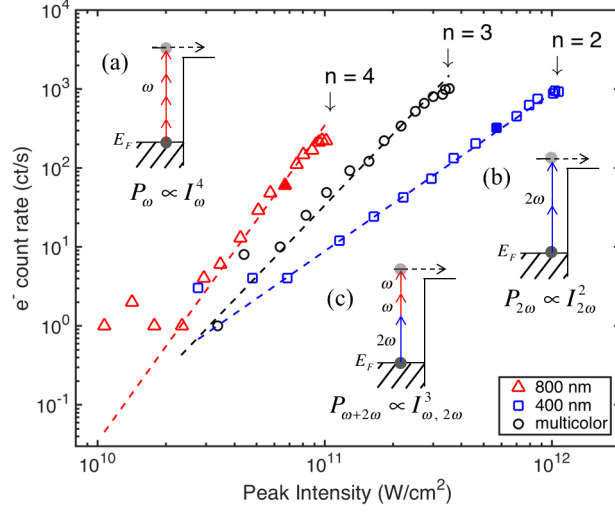 (a)
ω
E_F
P_ω ∝ I_ω^4
n = 4
n = 3
n = 2
(b)
2ω
E_F
P_2ω ∝ I_2ω^2
(c)
ω
ω
2ω
E_F
P_ω+2ω ∝ I_ω, 2ω^3
800 nm
400 nm
multicolor
10^4
10^3
10^2
10^1
10^0
10^-1
e^- count rate (ct/s)
10^10
10^11
10^12
Peak Intensity (W/cm^2)